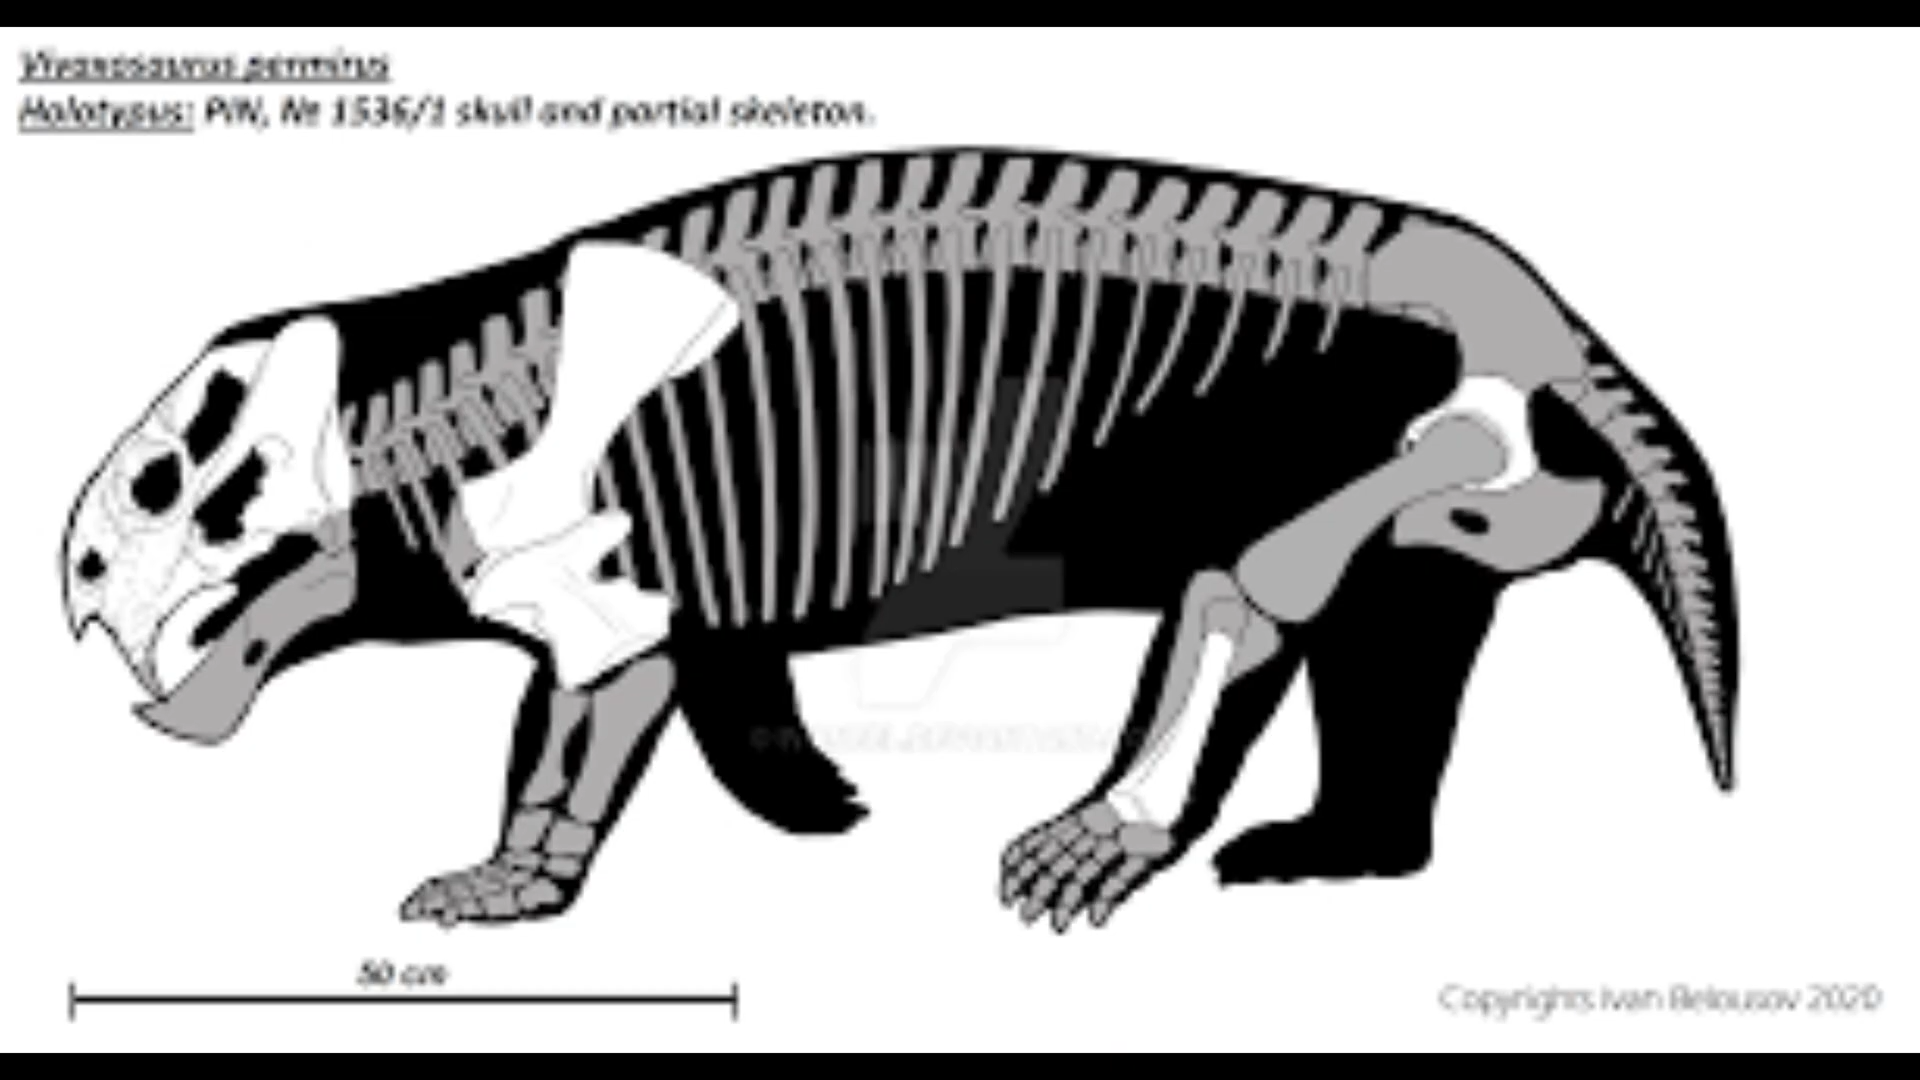 Vivaxosaurus permirus
Holotypus: PIN, № 1536/1 skull and partial skeleton.
50 cm
Copyrights Ivan Belousov 2020